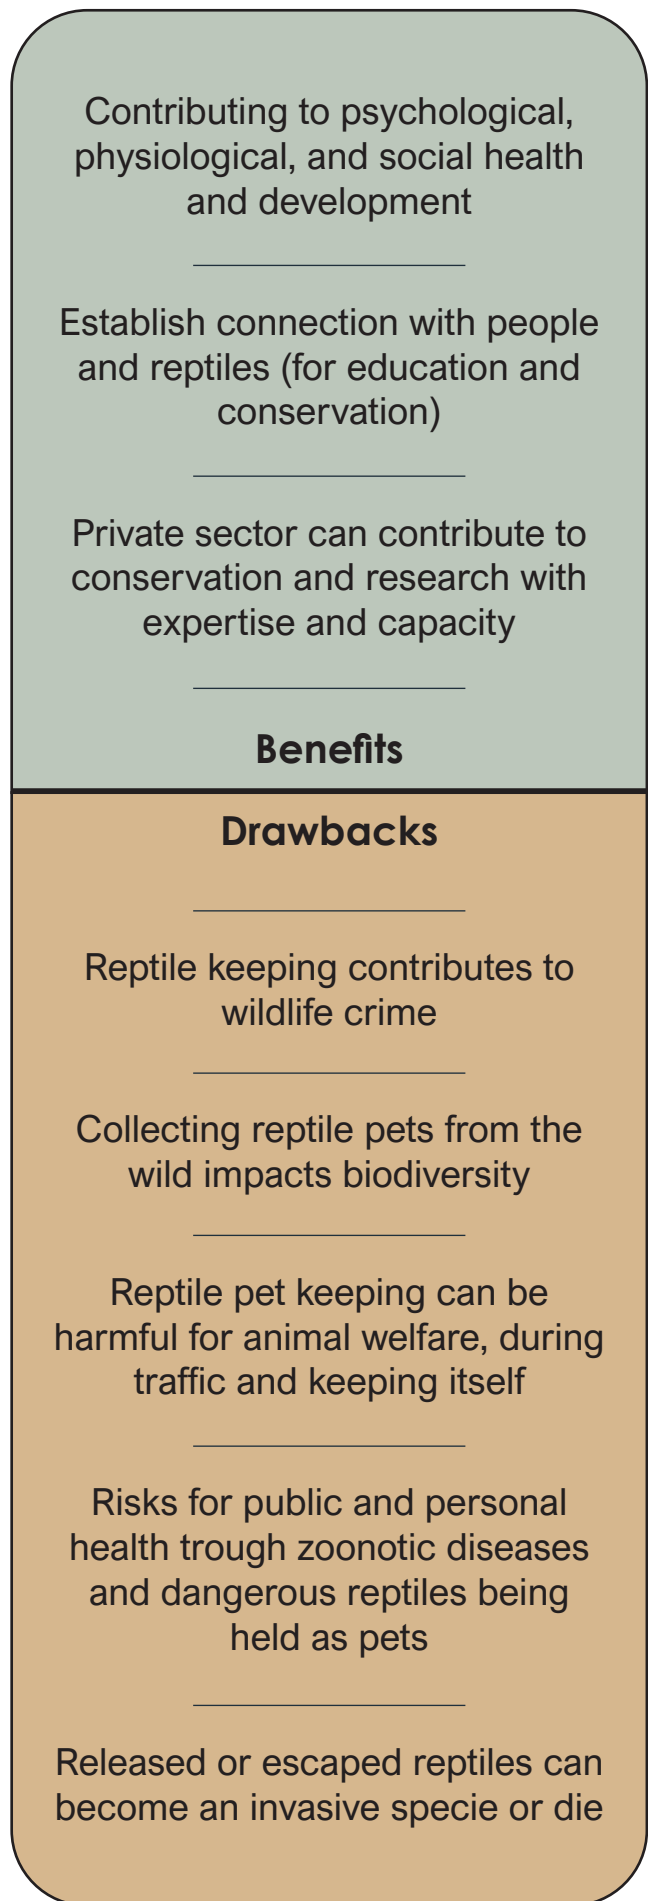 Contributing to psychological,
physiological, and social health
and development
Establish connection with people
and reptiles (for education and
conservation)
Private sector can contribute to
conservation and research with
expertise and capacity
Benefits
Drawbacks
Reptile keeping contributes to
wildlife crime
Collecting reptile pets from the
wild impacts biodiversity
Reptile pet keeping can be
harmful for animal welfare, during
traffic and keeping itself
Risks for public and personal
health trough zoonotic diseases
and dangerous reptiles being
held as pets
Released or escaped reptiles can
become an invasive specie or die